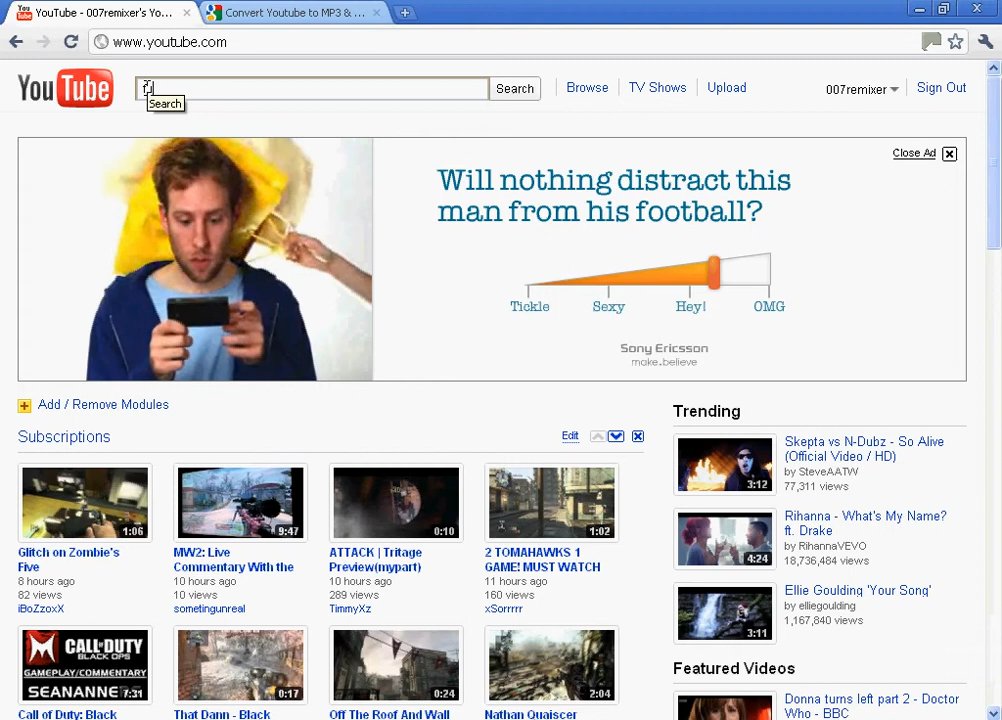 YouTube - 007remixer's Yo...
Convert Youtube to MP3 & ...
www.youtube.com
YouTube
Search
Browse
TV Shows
Upload
007remixer
Sign Out
Search
Close Ad
Will nothing distract this
man from his football?
Tickle
Sexy
Hey!
OMG
Sony Ericsson
make.believe
Add / Remove Modules
Subscriptions
Edit
1:06
Glitch on Zombie's
Five
8 hours ago
82 views
iBoZzoxX
9:47
MW2: Live
Commentary With the
10 hours ago
10 views
sometingunreal
0:10
ATTACK | Tritage
Preview(mypart)
10 hours ago
289 views
TimmyXz
1:02
2 TOMAHAWKS 1
GAME! MUST WATCH
11 hours ago
160 views
xSorrrrr
CALL OF DUTY
BLACK OPS
GAMEPLAY/COMMENTARY
7:31
Call of Duty: Black
0:17
That Dann - Black
0:24
Off The Roof And Wall
2:04
Nathan Quaiscer
Trending
3:12
Skepta vs N-Dubz - So Alive
(Official Video / HD)
by SteveAATW
77,311 views
4:24
Rihanna - What's My Name?
ft. Drake
by RihannaVEVO
18,736,484 views
3:11
Ellie Goulding 'Your Song'
by elliegoulding
1,167,840 views
Featured Videos
Donna turns left part 2 - Doctor
Who - BBC